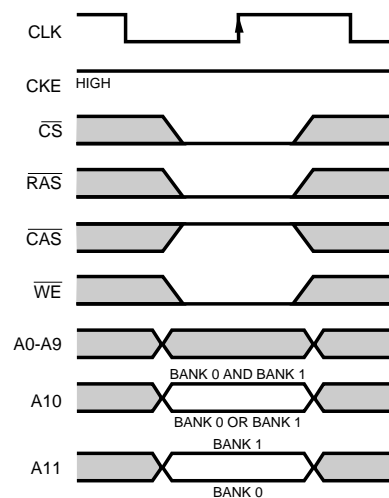 CLK
CKE HIGH
CS
RAS
CAS
WE
A0-A9
BANK 0 AND BANK 1
A10
BANK 0 OR BANK 1
BANK 1
A11
BANK 0